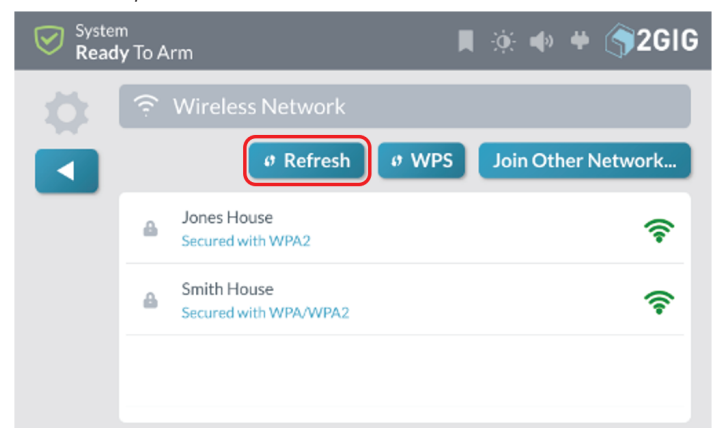 System
Ready To Arm
2GIG
Wireless Network
Refresh
WPS
Join Other Network...
Jones House
Secured with WPA2
Smith House
Secured with WPA/WPA2